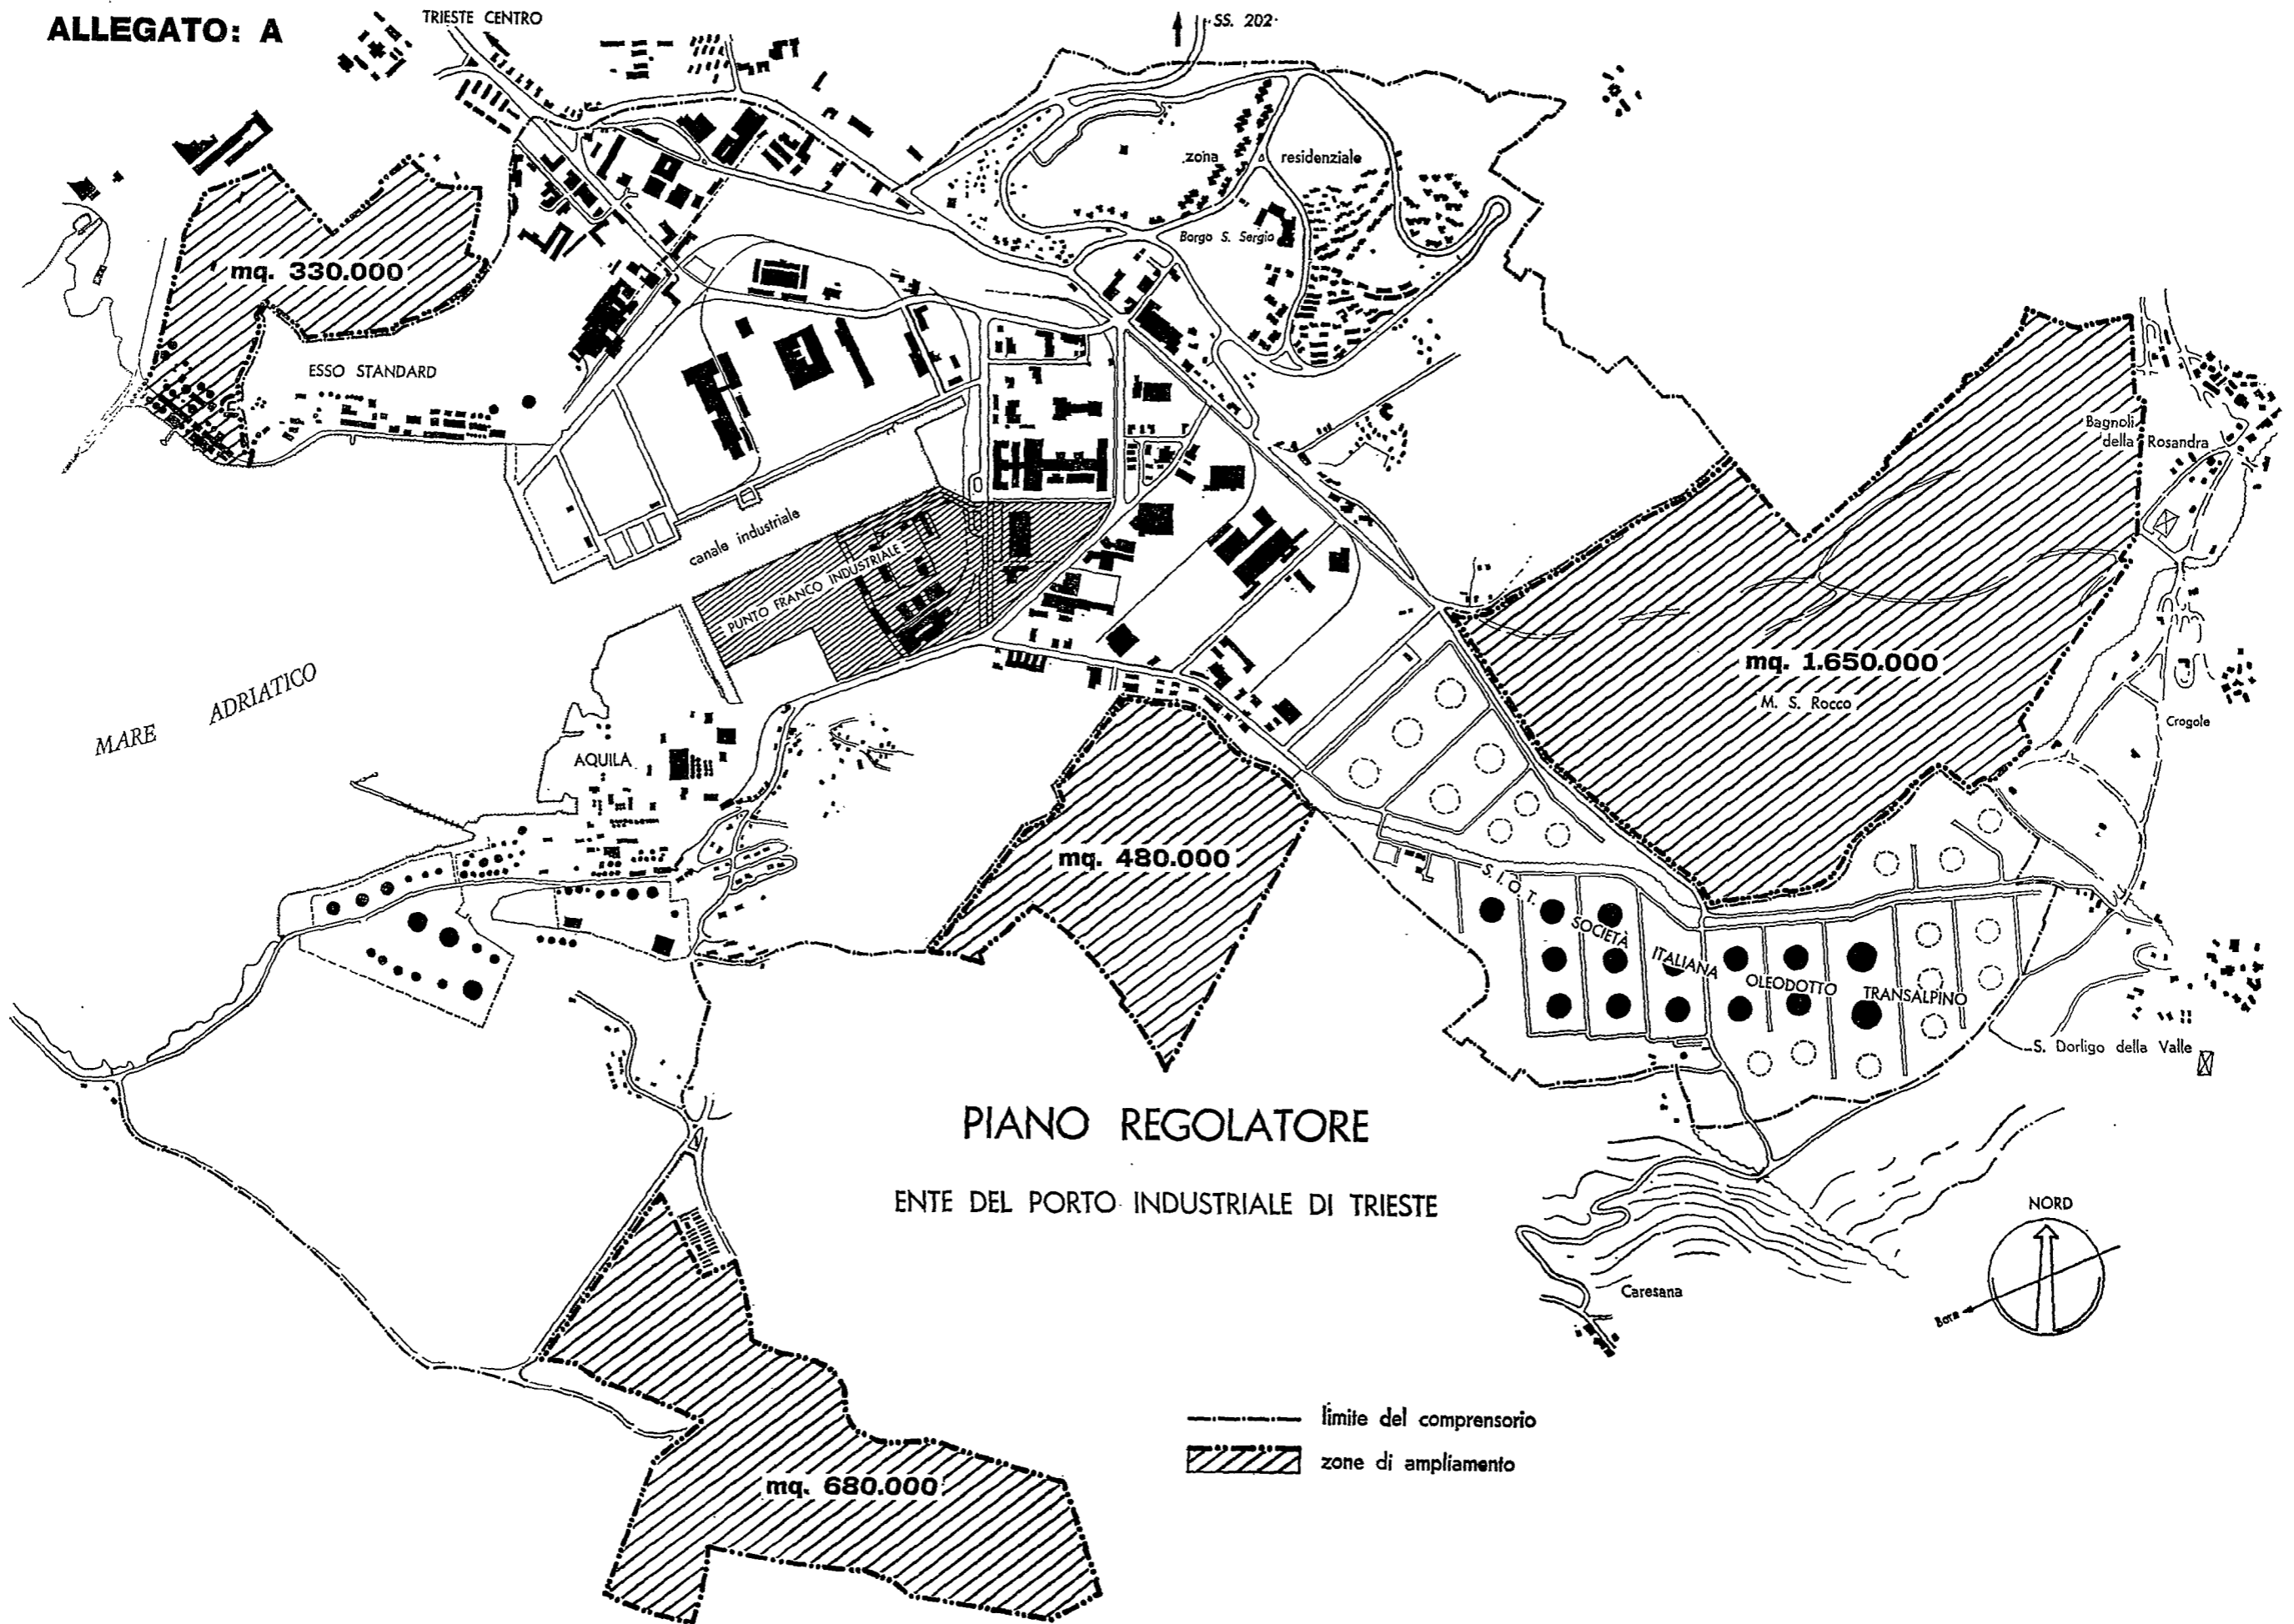 ALLEGATO: A
TRIESTE CENTRO
SS. 202
zona residenziale
Borgo S. Sergio
mq. 330.000
ESSO STANDARD
Bagnoli
della Rosandra
canale industriale
PUNTO FRANCO INDUSTRIALE
mq. 1.650.000
M. S. Rocco
MARE ADRIATICO
Crogole
AQUILA
mq. 480.000
S.I.O.T.
SOCIETÀ ITALIANA OLEODOTTO TRANSALPINO
S. Dorligo della Valle
PIANO REGOLATORE
ENTE DEL PORTO INDUSTRIALE DI TRIESTE
NORD
Bora
Caresana
limite del comprensorio
zone di ampliamento
mq. 680.000